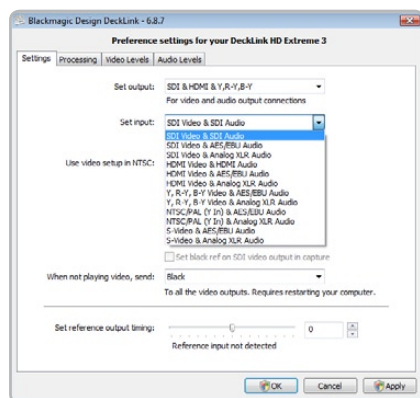 Blackmagic Design DeckLink - 6.8.7
Preference settings for your DeckLink HD Extreme 3
Settings Processing Video Levels Audio Levels
Set output: SDI & HDMI & Y,R-Y,B-Y
For video and audio output connections
Set input: SDI Video & SDI Audio
SDI Video & SDI Audio
SDI Video & AES/EBU Audio
SDI Video & Analog XLR Audio
HDMI Video & HDMI Audio
HDMI Video & AES/EBU Audio
HDMI Video & Analog XLR Audio
Y, R-Y, B-Y Video & AES/EBU Audio
Y, R-Y, B-Y Video & Analog XLR Audio
NTSC/PAL (Y In) & AES/EBU Audio
NTSC/PAL (Y In) & Analog XLR Audio
S-Video & AES/EBU Audio
S-Video & Analog XLR Audio
Use video setup in NTSC:
Set black ref on SDI video output in capture
When not playing video, send: Black
To all the video outputs. Requires restarting your computer.
Set reference output timing: 0
Reference input not detected
OK Cancel Apply